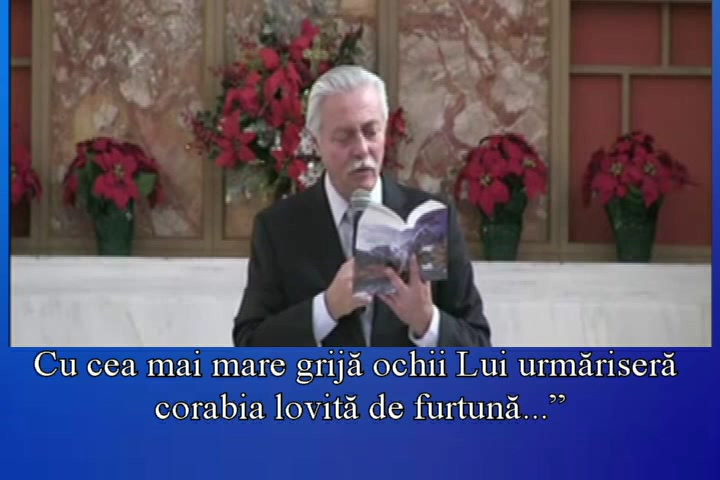 Cu cea mai mare grijă ochii Lui urmăriseră
corabia lovită de furtună...”